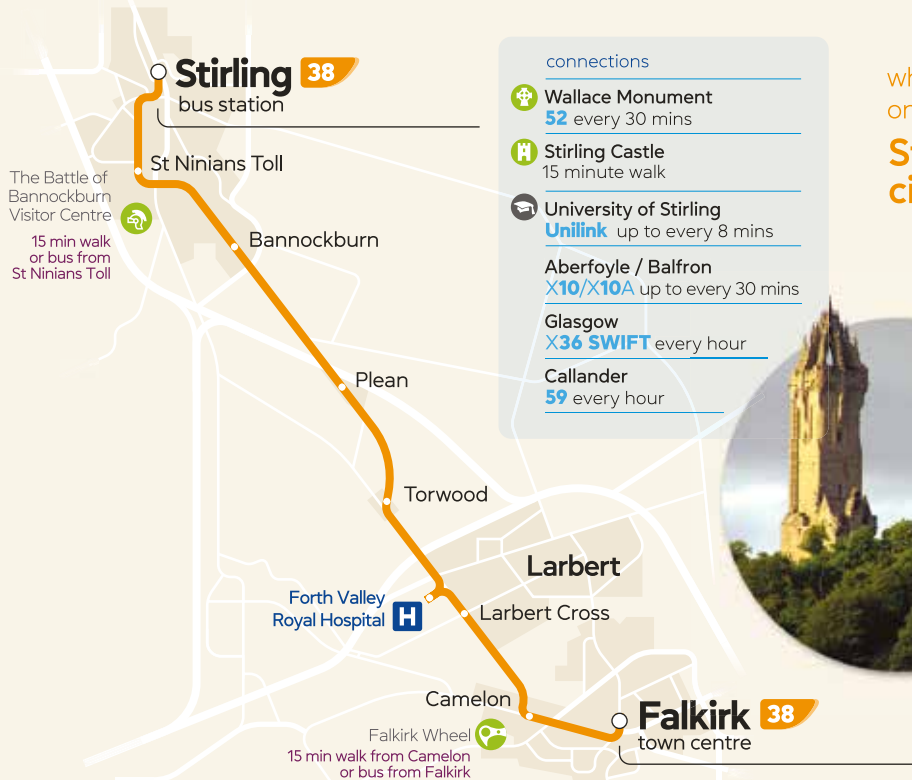 Stirling 38
bus station
St Ninians Toll
The Battle of
Bannockburn
Visitor Centre
15 min walk
or bus from
St Ninians Toll
Bannockburn
Plean
Torwood
Larbert
Forth Valley
Royal Hospital
H
Larbert Cross
Camelon
Falkirk Wheel
15 min walk from Camelon
or bus from Falkirk
Falkirk 38
town centre
connections
Wallace Monument
52 every 30 mins
Stirling Castle
15 minute walk
University of Stirling
Unilink up to every 8 mins
Aberfoyle / Balfron
X10/X10A up to every 30 mins
Glasgow
X36 SWIFT every hour
Callander
59 every hour